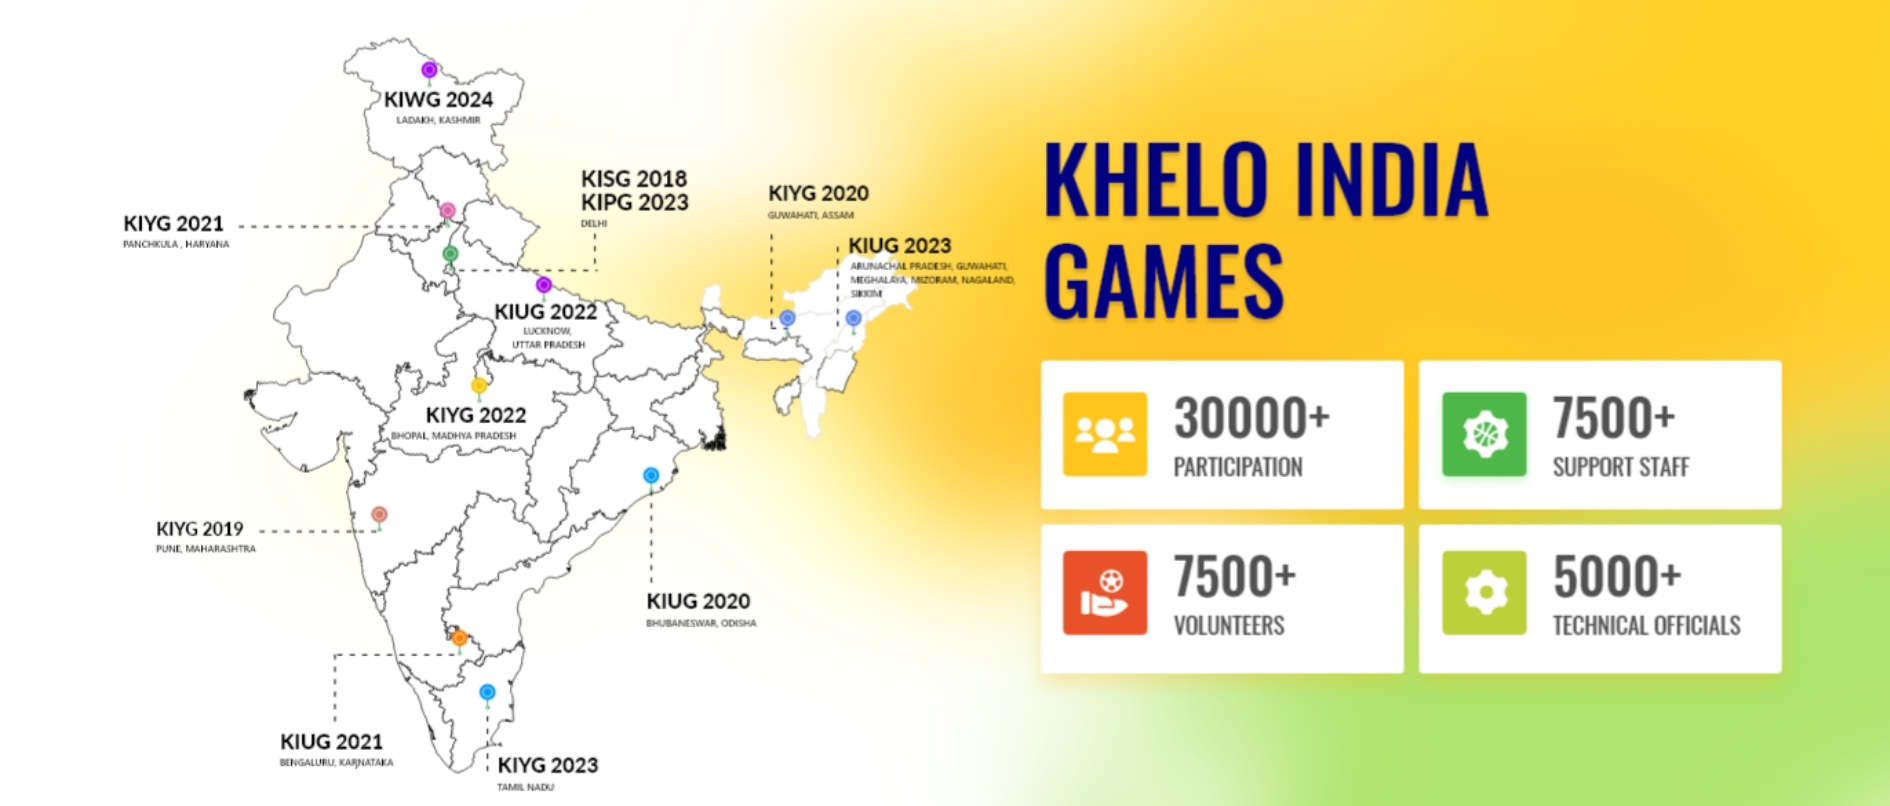 KIWG 2024
LADAKH, KASHMIR
KISG 2018
KIPG 2023
DELHI
KIYG 2020
GUWAHATI, ASSAM
KIYG 2021
PANCHKULA , HARYANA
KIUG 2023
ARUNACHAL PRADESH, GUWAHATI,
MEGHALAYA, MIZORAM, NAGALAND,
SIKKIM
KIUG 2022
LUCKNOW,
UTTAR PRADESH
KIYG 2022
BHOPAL, MADHYA PRADESH
KIYG 2019
PUNE, MAHARASHTRA
KIUG 2020
BHUBANESWAR, ODISHA
KIUG 2021
BENGALURU, KARNATAKA
KIYG 2023
TAMIL NADU
KHELO INDIA
GAMES
30000+
PARTICIPATION
7500+
SUPPORT STAFF
7500+
VOLUNTEERS
5000+
TECHNICAL OFFICIALS